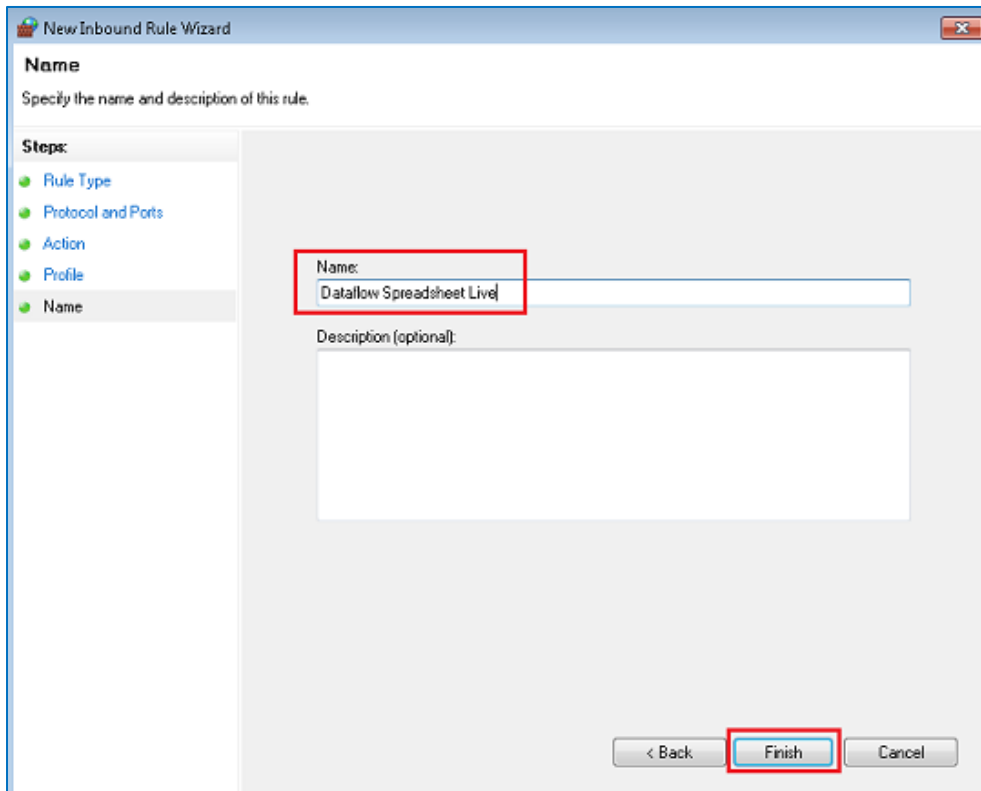 New Inbound Rule Wizard
Name
Specify the name and description of this rule.
Steps:
Rule Type
Protocol and Ports
Action
Profile
Name
Name:
Dataflow Spreadsheet Live
Description (optional):
< Back
Finish
Cancel